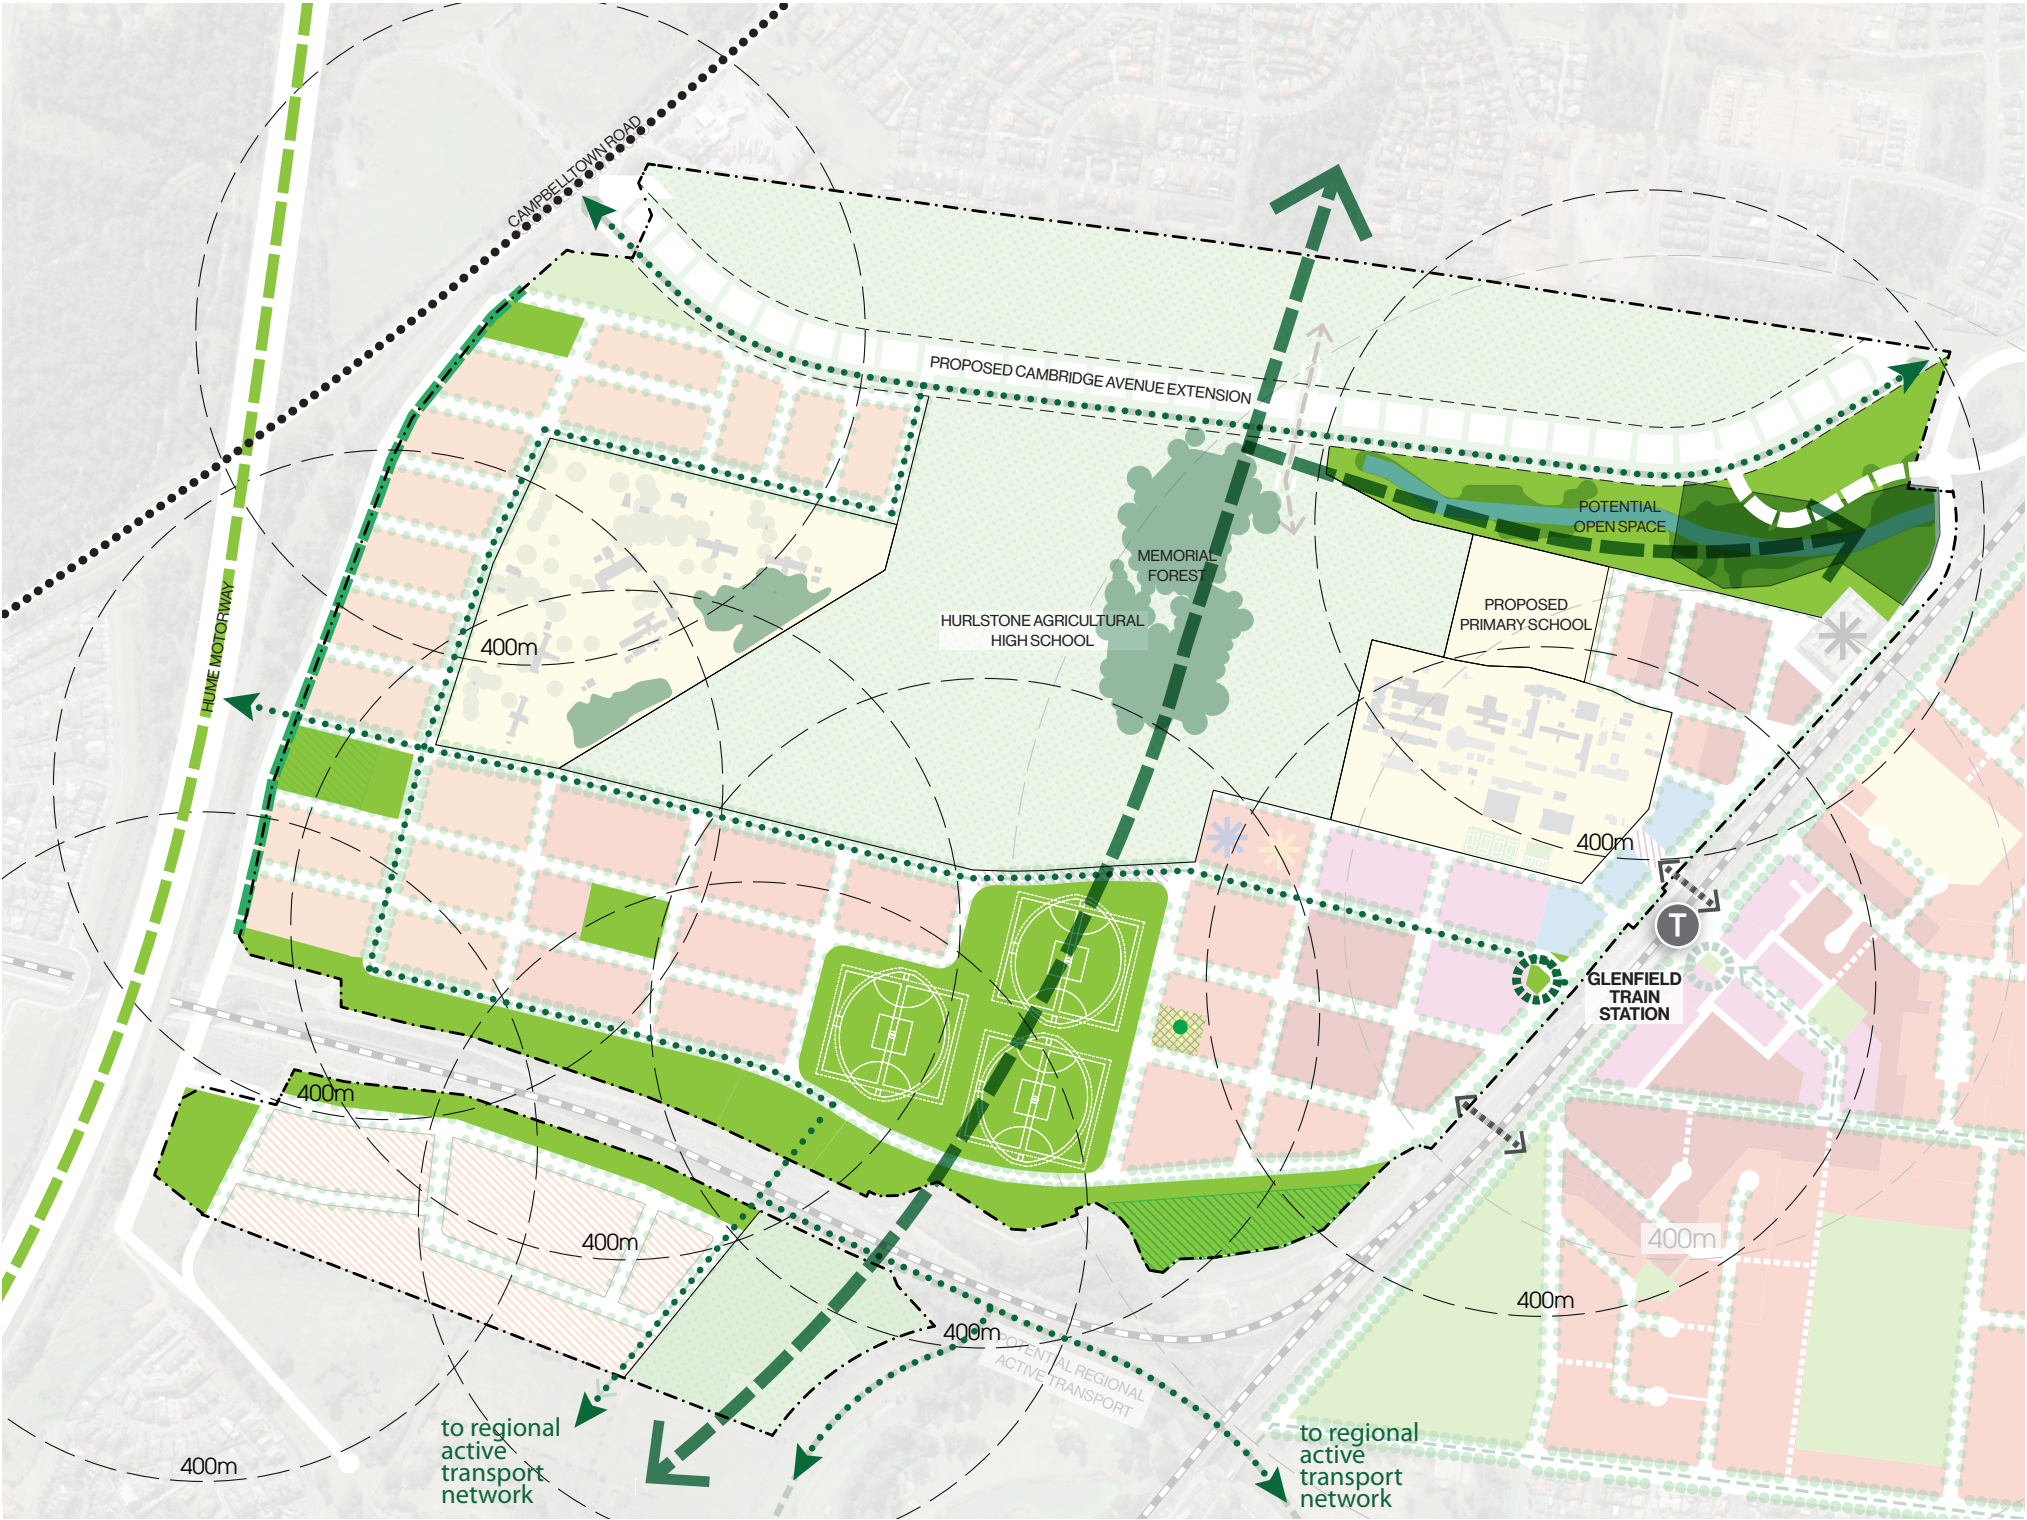 CAMPBELLTOWN ROAD
PROPOSED CAMBRIDGE AVENUE EXTENSION
POTENTIAL
OPEN SPACE
MEMORIAL
FOREST
HURLSTONE AGRICULTURAL
HIGH SCHOOL
PROPOSED
PRIMARY SCHOOL
HUME MOTORWAY
400m
400m
T
GLENFIELD
TRAIN
STATION
400m
400m
400m
400m
400m
POTENTIAL REGIONAL
ACTIVE TRANSPORT
to regional
active
transport
network
to regional
active
transport
network
400m